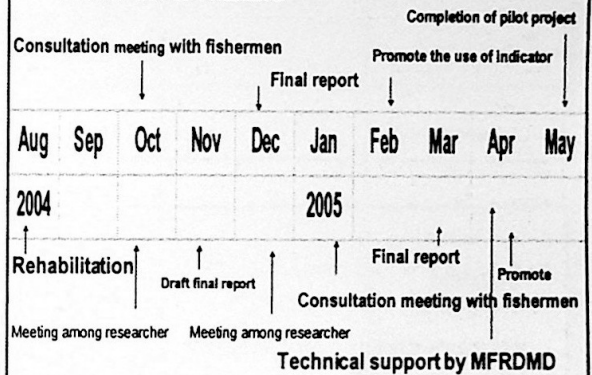 Completion of pilot project
Consultation meeting with fishermen
Promote the use of indicator
Final report
Aug Sep Oct Nov Dec Jan Feb Mar Apr May
2004 2005
Rehabilitation
Final report
Draft final report
Promote
Consultation meeting with fishermen
Meeting among researcher Meeting among researcher
Technical support by MFRDMD